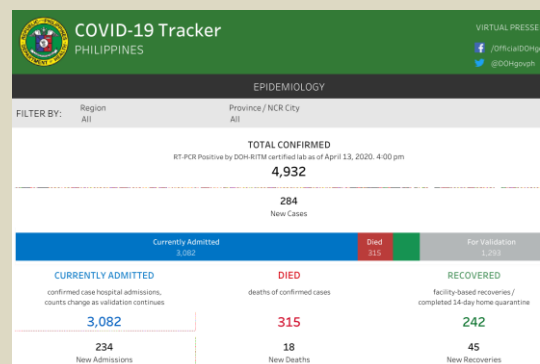 COVID-19 Tracker
PHILIPPINES
VIRTUAL PRESSE
/OfficialDOHgo
@DOHgovph
EPIDEMIOLOGY
FILTER BY:
Region
All
Province / NCR City
All
TOTAL CONFIRMED
RT-PCR Positive by DOH-RITM certified lab as of April 13, 2020. 4:00 pm
4,932
284
New Cases
Currently Admitted
3,082
Died
315
For Validation
1,293
CURRENTLY ADMITTED
confirmed case hospital admissions,
counts change as validation continues
3,082
234
New Admissions
DIED
deaths of confirmed cases
315
18
New Deaths
RECOVERED
facility-based recoveries /
completed 14-day home quarantine
242
45
New Recoveries